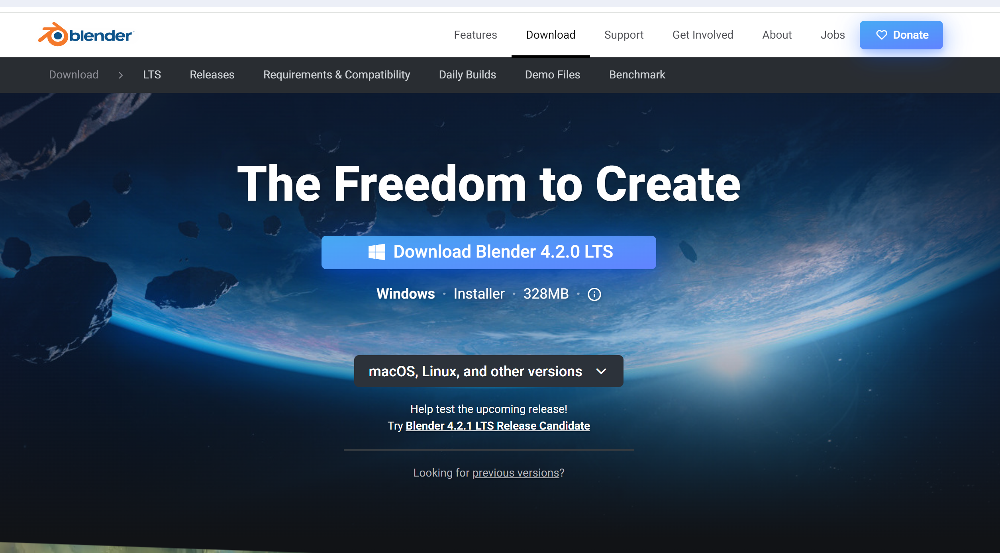 blender™
Features Download Support Get Involved About Jobs Donate
Download LTS Releases Requirements & Compatibility Daily Builds Demo Files Benchmark
The Freedom to Create
Download Blender 4.2.0 LTS
Windows · Installer · 328MB ·
macOS, Linux, and other versions
Help test the upcoming release!
Try Blender 4.2.1 LTS Release Candidate
Looking for previous versions?